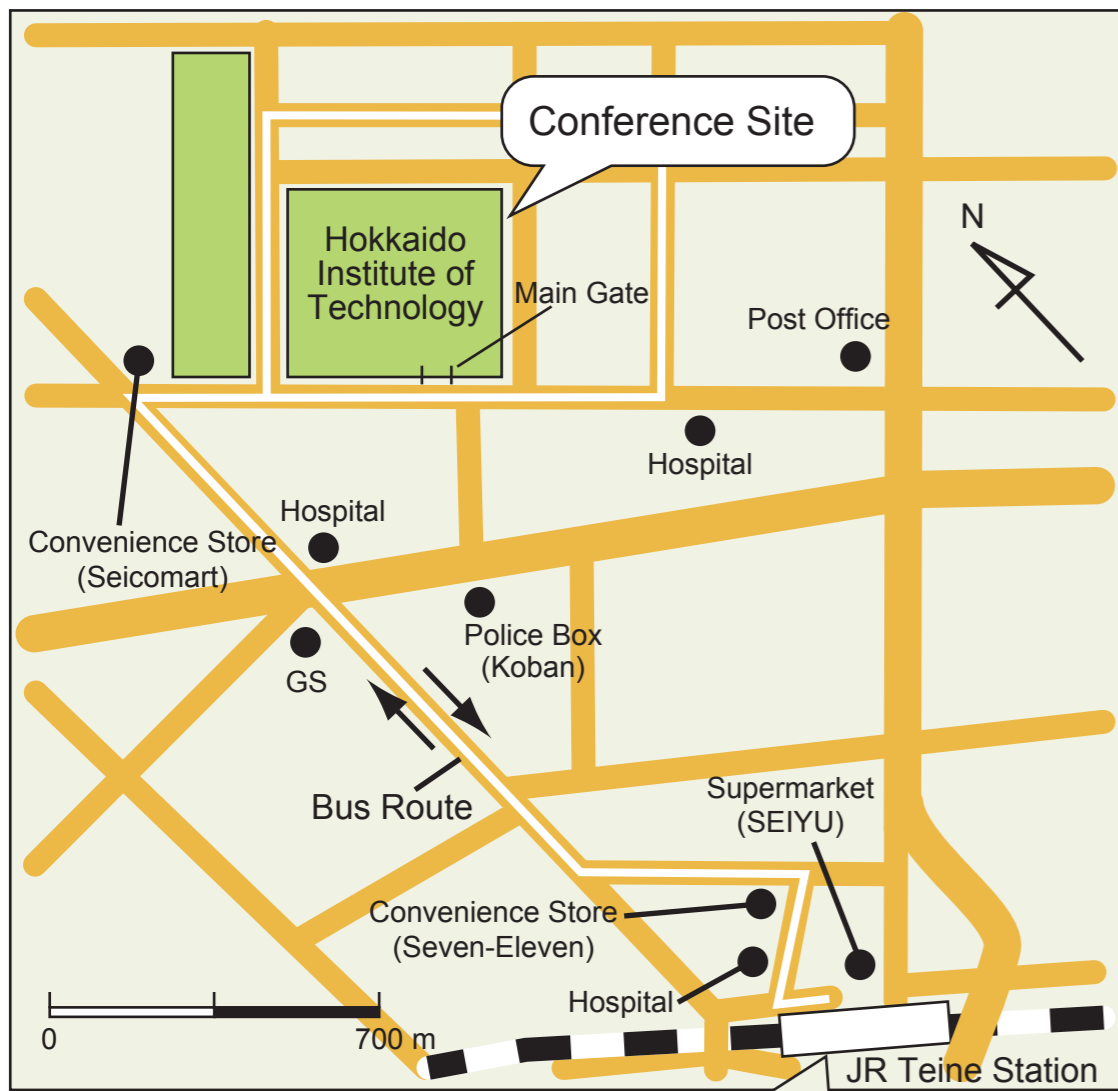 Conference Site
Hokkaido
Institute of
Technology
Main Gate
N
Post Office
Hospital
Hospital
Convenience Store
(Seicomart)
Police Box
(Koban)
GS
Bus Route
Supermarket
(SEIYU)
Convenience Store
(Seven-Eleven)
Hospital
0
700 m
JR Teine Station